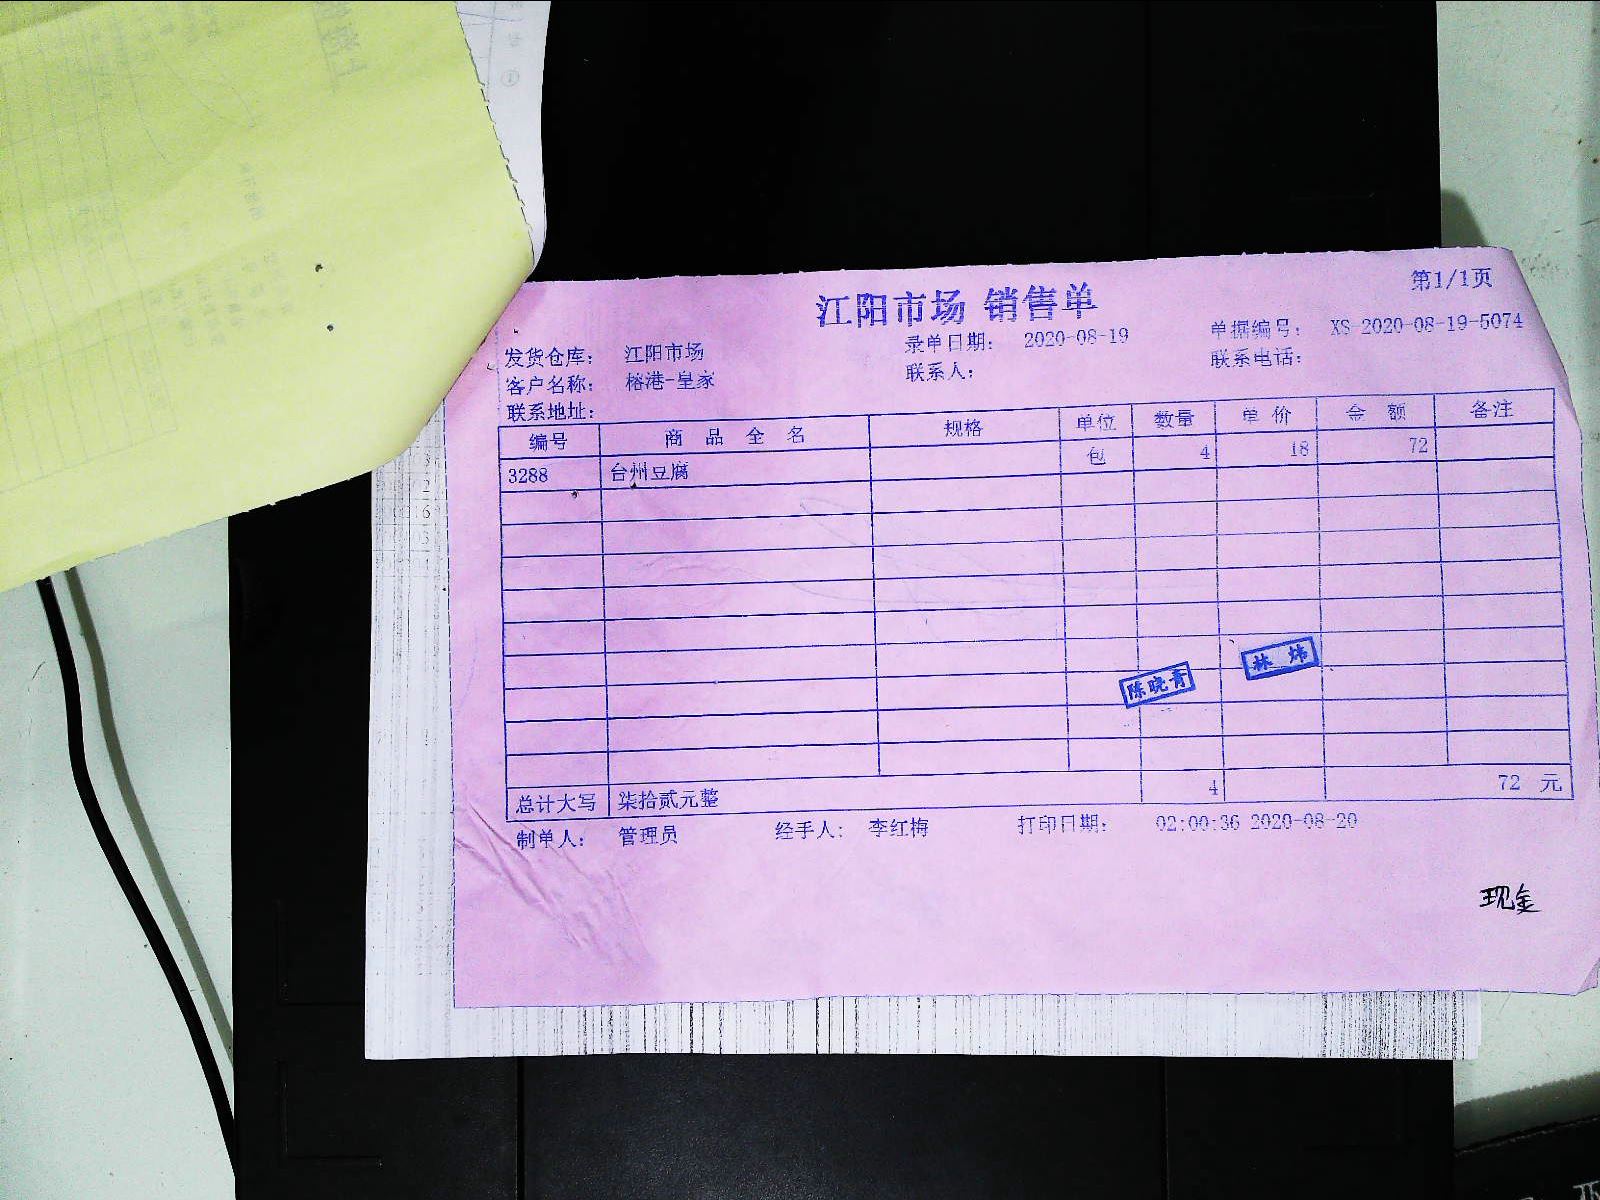 第1/1页
江阳市场 销售单
发货仓库： 江阳市场 录单日期： 2020-08-19 单据编号： XS-2020-08-19-5074
客户名称： 榕港-皇家 联系人： 联系电话：
联系地址：
编号 商品全名 规格 单位 数量 单价 金额 备注
3288 台州豆腐 包 4 18 72
陈晓青 林炜
总计大写 柒拾贰元整 4 72 元
制单人： 管理员 经手人： 李红梅 打印日期： 02:00:36 2020-08-20
现金